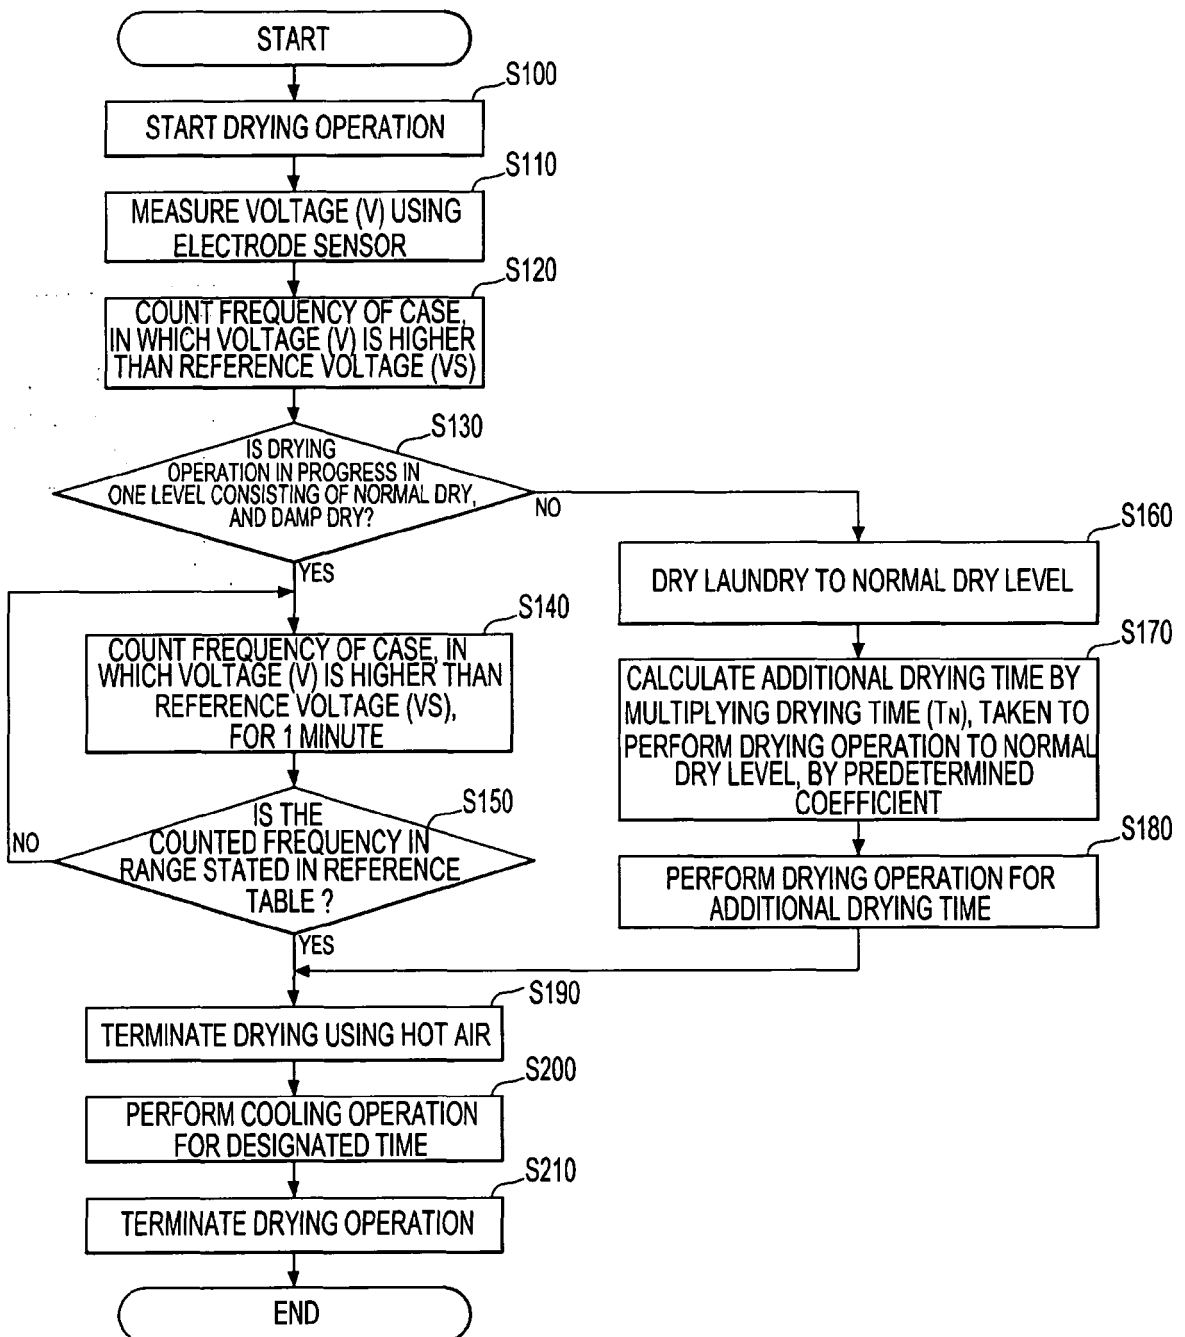 START
S100
START DRYING OPERATION
S110
MEASURE VOLTAGE (V) USING
ELECTRODE SENSOR
S120
COUNT FREQUENCY OF CASE,
IN WHICH VOLTAGE (V) IS HIGHER
THAN REFERENCE VOLTAGE (VS)
S130
IS DRYING
OPERATION IN PROGRESS IN
ONE LEVEL CONSISTING OF NORMAL DRY,
AND DAMP DRY?
NO
YES
S140
COUNT FREQUENCY OF CASE, IN
WHICH VOLTAGE (V) IS HIGHER THAN
REFERENCE VOLTAGE (VS),
FOR 1 MINUTE
S150
IS THE
COUNTED FREQUENCY IN
RANGE STATED IN REFERENCE
TABLE ?
NO
YES
S160
DRY LAUNDRY TO NORMAL DRY LEVEL
S170
CALCULATE ADDITIONAL DRYING TIME BY
MULTIPLYING DRYING TIME (TN), TAKEN TO
PERFORM DRYING OPERATION TO NORMAL
DRY LEVEL, BY PREDETERMINED
COEFFICIENT
S180
PERFORM DRYING OPERATION FOR
ADDITIONAL DRYING TIME
S190
TERMINATE DRYING USING HOT AIR
S200
PERFORM COOLING OPERATION
FOR DESIGNATED TIME
S210
TERMINATE DRYING OPERATION
END